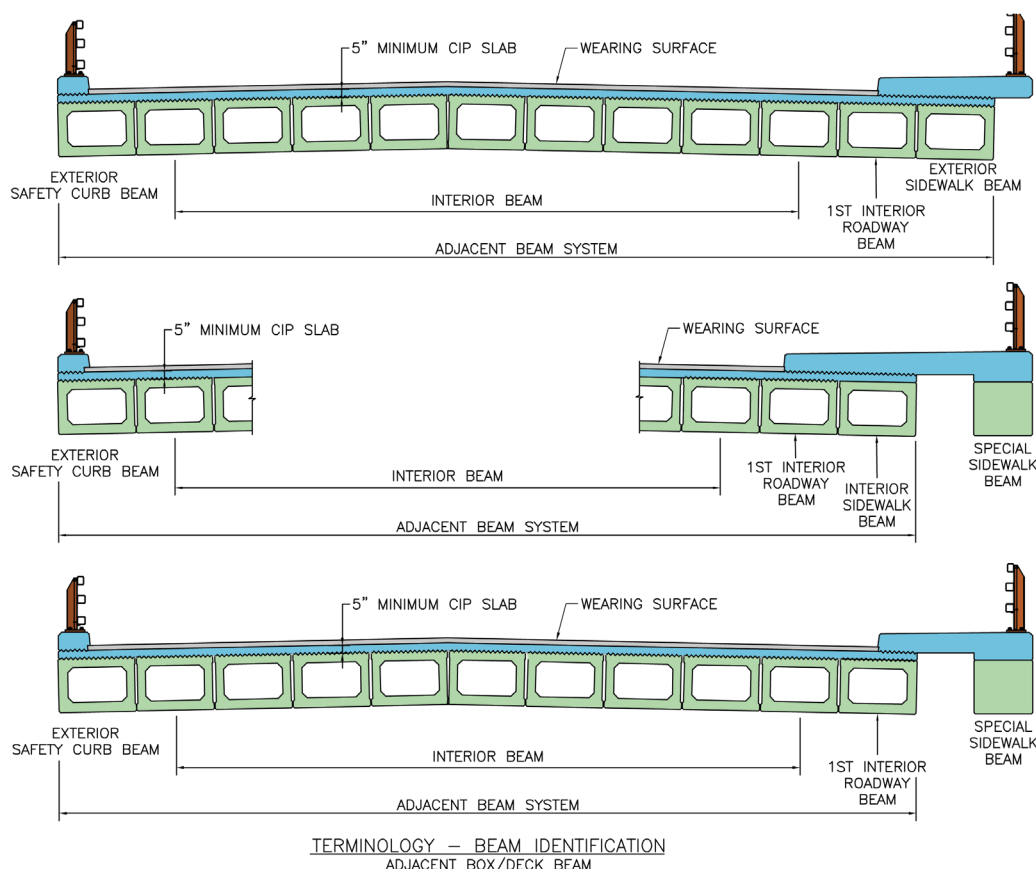 5” MINIMUM CIP SLAB
WEARING SURFACE
EXTERIOR
SAFETY CURB BEAM
INTERIOR BEAM
EXTERIOR
SIDEWALK BEAM
1ST INTERIOR
ROADWAY
BEAM
ADJACENT BEAM SYSTEM
5” MINIMUM CIP SLAB
WEARING SURFACE
EXTERIOR
SAFETY CURB BEAM
INTERIOR BEAM
1ST INTERIOR
ROADWAY
BEAM
INTERIOR
SIDEWALK
BEAM
SPECIAL
SIDEWALK
BEAM
ADJACENT BEAM SYSTEM
5” MINIMUM CIP SLAB
WEARING SURFACE
EXTERIOR
SAFETY CURB BEAM
INTERIOR BEAM
1ST INTERIOR
ROADWAY
BEAM
SPECIAL
SIDEWALK
BEAM
ADJACENT BEAM SYSTEM
TERMINOLOGY – BEAM IDENTIFICATION
ADJACENT BOX/DECK BEAM